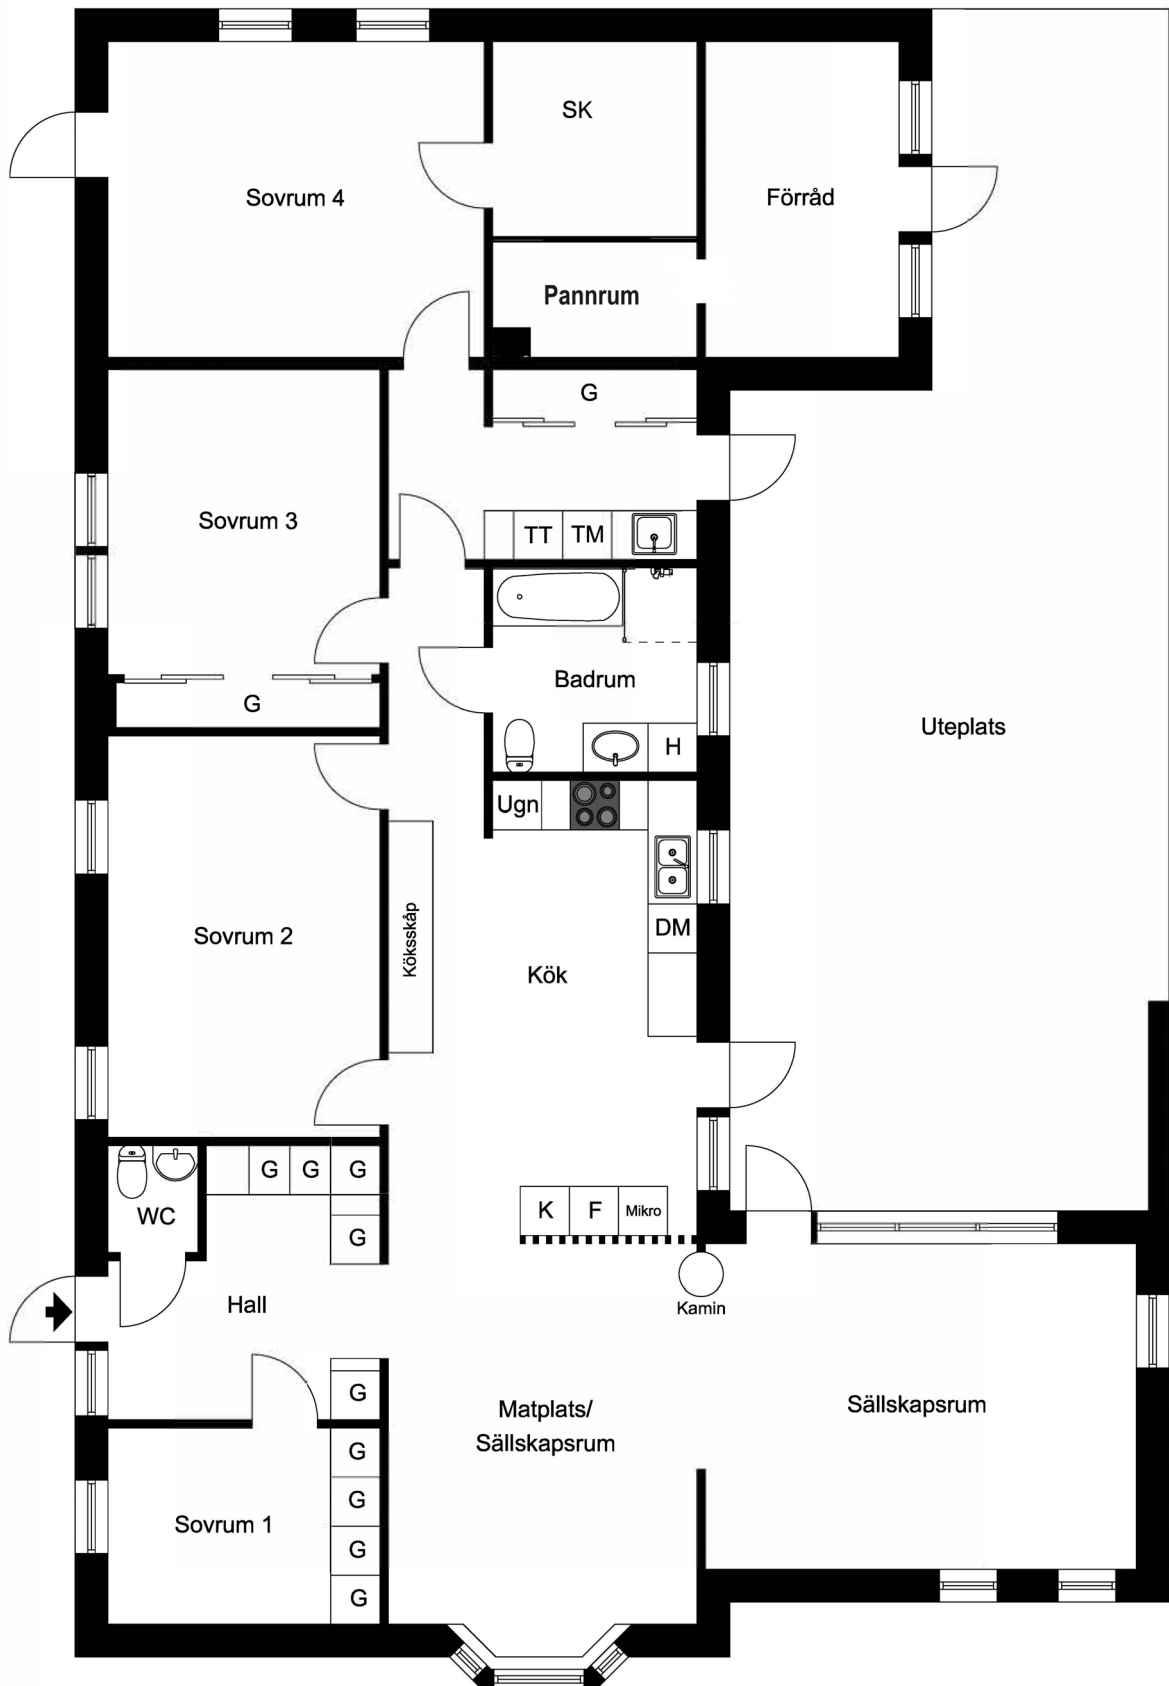 SK
Sovrum 4
Förråd
Pannrum
G
Sovrum 3
TT
TM
Badrum
G
H
Uteplats
Ugn
Köksskåp
Sovrum 2
DM
Kök
G
G
G
WC
K
F
Mikro
G
Hall
Kamin
G
Matplats/
Sällskapsrum
Sällskapsrum
G
G
Sovrum 1
G
G